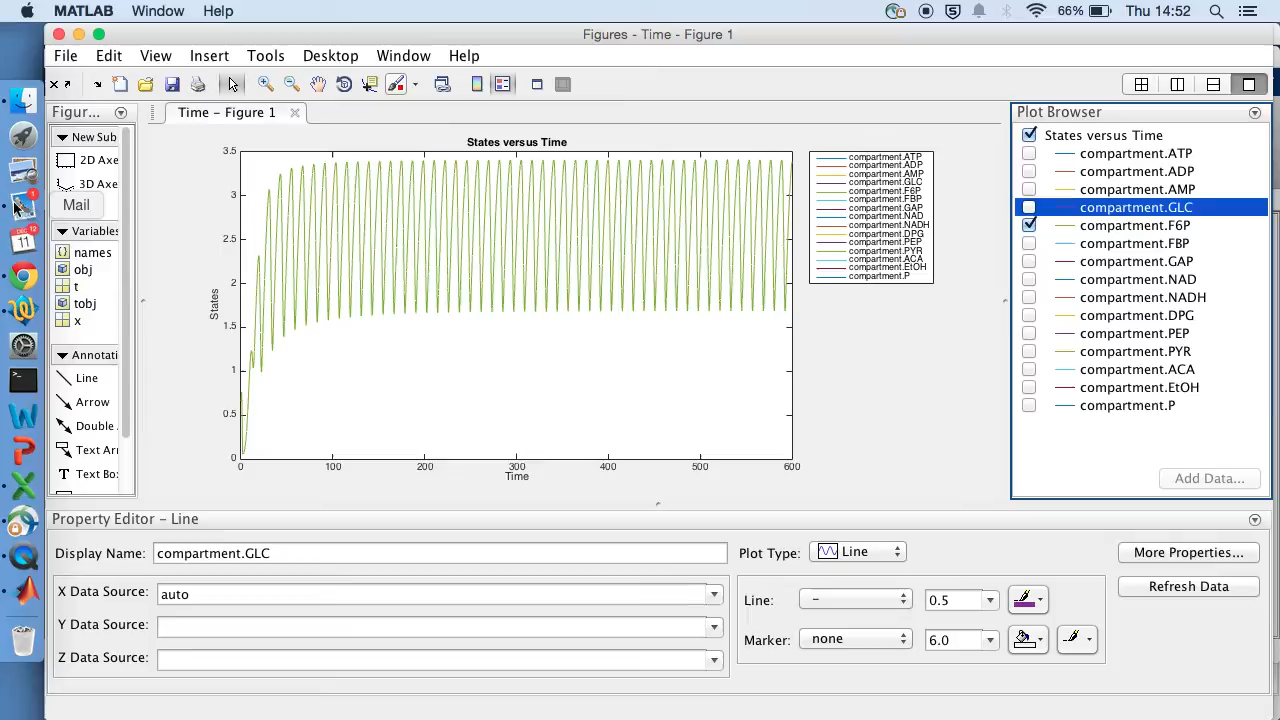 MATLAB Window Help 66% Thu 14:52
Figures - Time - Figure 1
File Edit View Insert Tools Desktop Window Help
Figur... Time - Figure 1 Plot Browser
New Sub
2D Axe
3D Axe
Mail
Variables
names
obj
t
tobj
x
Annotati
Line
Arrow
Double
Text Arr
Text Bo
States versus Time
3.5
3
2.5
2
1.5
1
0.5
0
States
0 100 200 300 400 500 600
Time
compartment.ATP
compartment.ADP
compartment.AMP
compartment.GLC
compartment.F6P
compartment.FBP
compartment.GAP
compartment.NAD
compartment.NADH
compartment.DPG
compartment.PEP
compartment.PYR
compartment.ACA
compartment.EtOH
compartment.P
States versus Time
compartment.ATP
compartment.ADP
compartment.AMP
compartment.GLC
compartment.F6P
compartment.FBP
compartment.GAP
compartment.NAD
compartment.NADH
compartment.DPG
compartment.PEP
compartment.PYR
compartment.ACA
compartment.EtOH
compartment.P
Add Data...
Property Editor - Line
Display Name: compartment.GLC Plot Type: Line More Properties...
X Data Source: auto Line: - 0.5 Refresh Data
Y Data Source: Marker: none 6.0
Z Data Source:
1
DEC 12
11